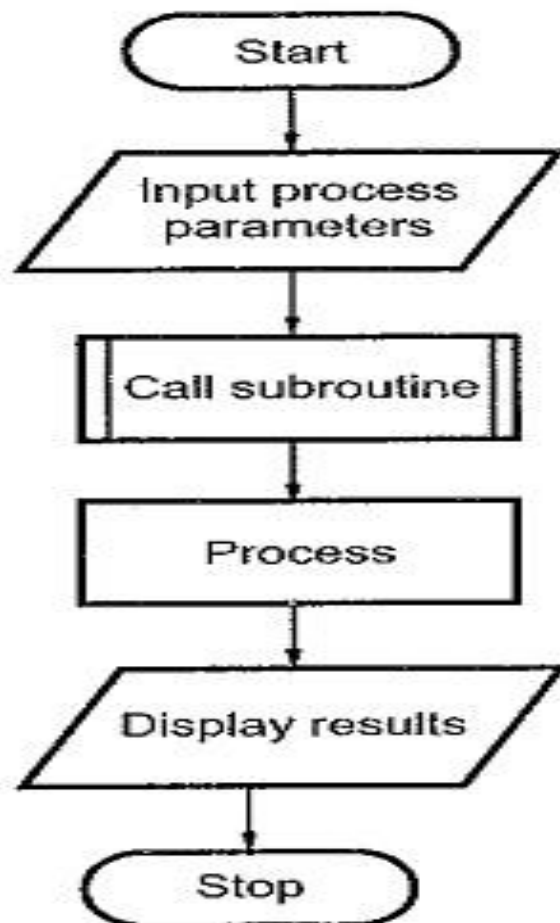 Start
Input process
parameters
Call subroutine
Process
Display results
Stop